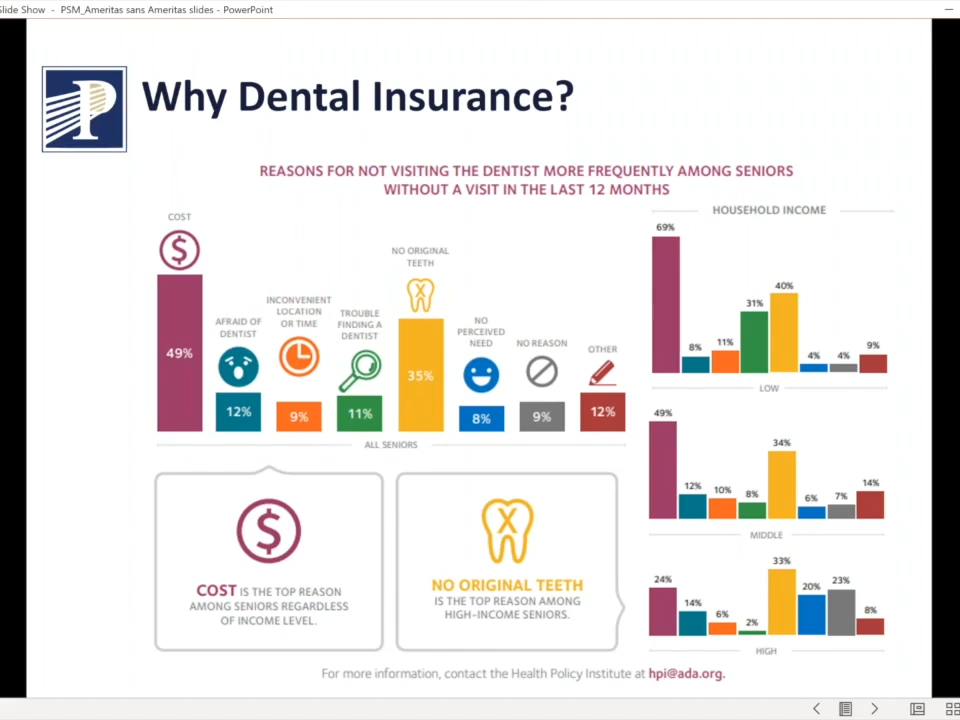 Slide Show - PSM_Ameritas sans Ameritas slides - PowerPoint
P
Why Dental Insurance?
REASONS FOR NOT VISITING THE DENTIST MORE FREQUENTLY AMONG SENIORS
WITHOUT A VISIT IN THE LAST 12 MONTHS
COST
$
49%
AFRAID OF
DENTIST
12%
INCONVENIENT
LOCATION
OR TIME
9%
TROUBLE
FINDING A
DENTIST
11%
NO ORIGINAL
TEETH
X
35%
NO
PERCEIVED
NEED
8%
NO REASON
9%
OTHER
12%
ALL SENIORS
HOUSEHOLD INCOME
69%
8%
11%
31%
40%
4%
4%
9%
LOW
49%
12%
10%
8%
34%
6%
7%
14%
MIDDLE
24%
14%
6%
2%
33%
20%
23%
8%
HIGH
$
COST IS THE TOP REASON
AMONG SENIORS REGARDLESS
OF INCOME LEVEL.
X
NO ORIGINAL TEETH
IS THE TOP REASON AMONG
HIGH-INCOME SENIORS.
For more information, contact the Health Policy Institute at hpi@ada.org.